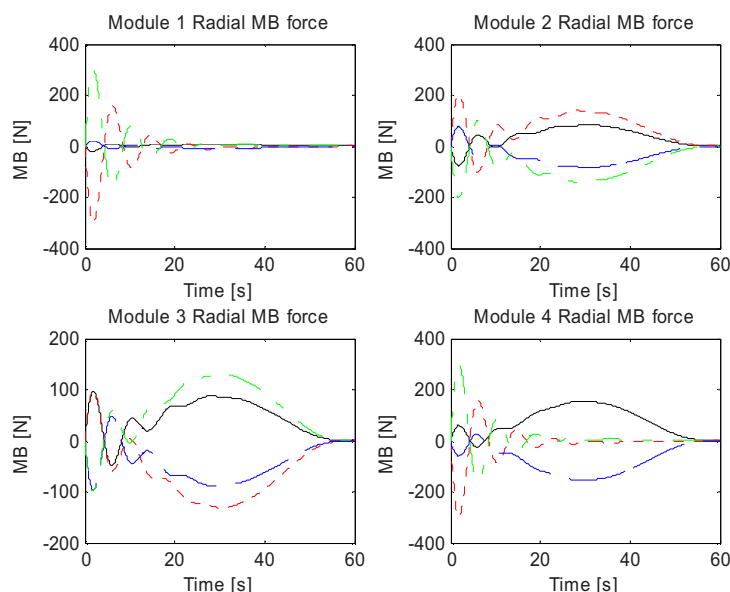 Module 1 Radial MB force
Module 2 Radial MB force
400
200
0
-200
-400
MB [N]
0 20 40 60
Time [s]
400
200
0
-200
-400
MB [N]
0 20 40 60
Time [s]
Module 3 Radial MB force
Module 4 Radial MB force
200
100
0
-100
-200
MB [N]
0 20 40 60
Time [s]
400
200
0
-200
-400
MB [N]
0 20 40 60
Time [s]